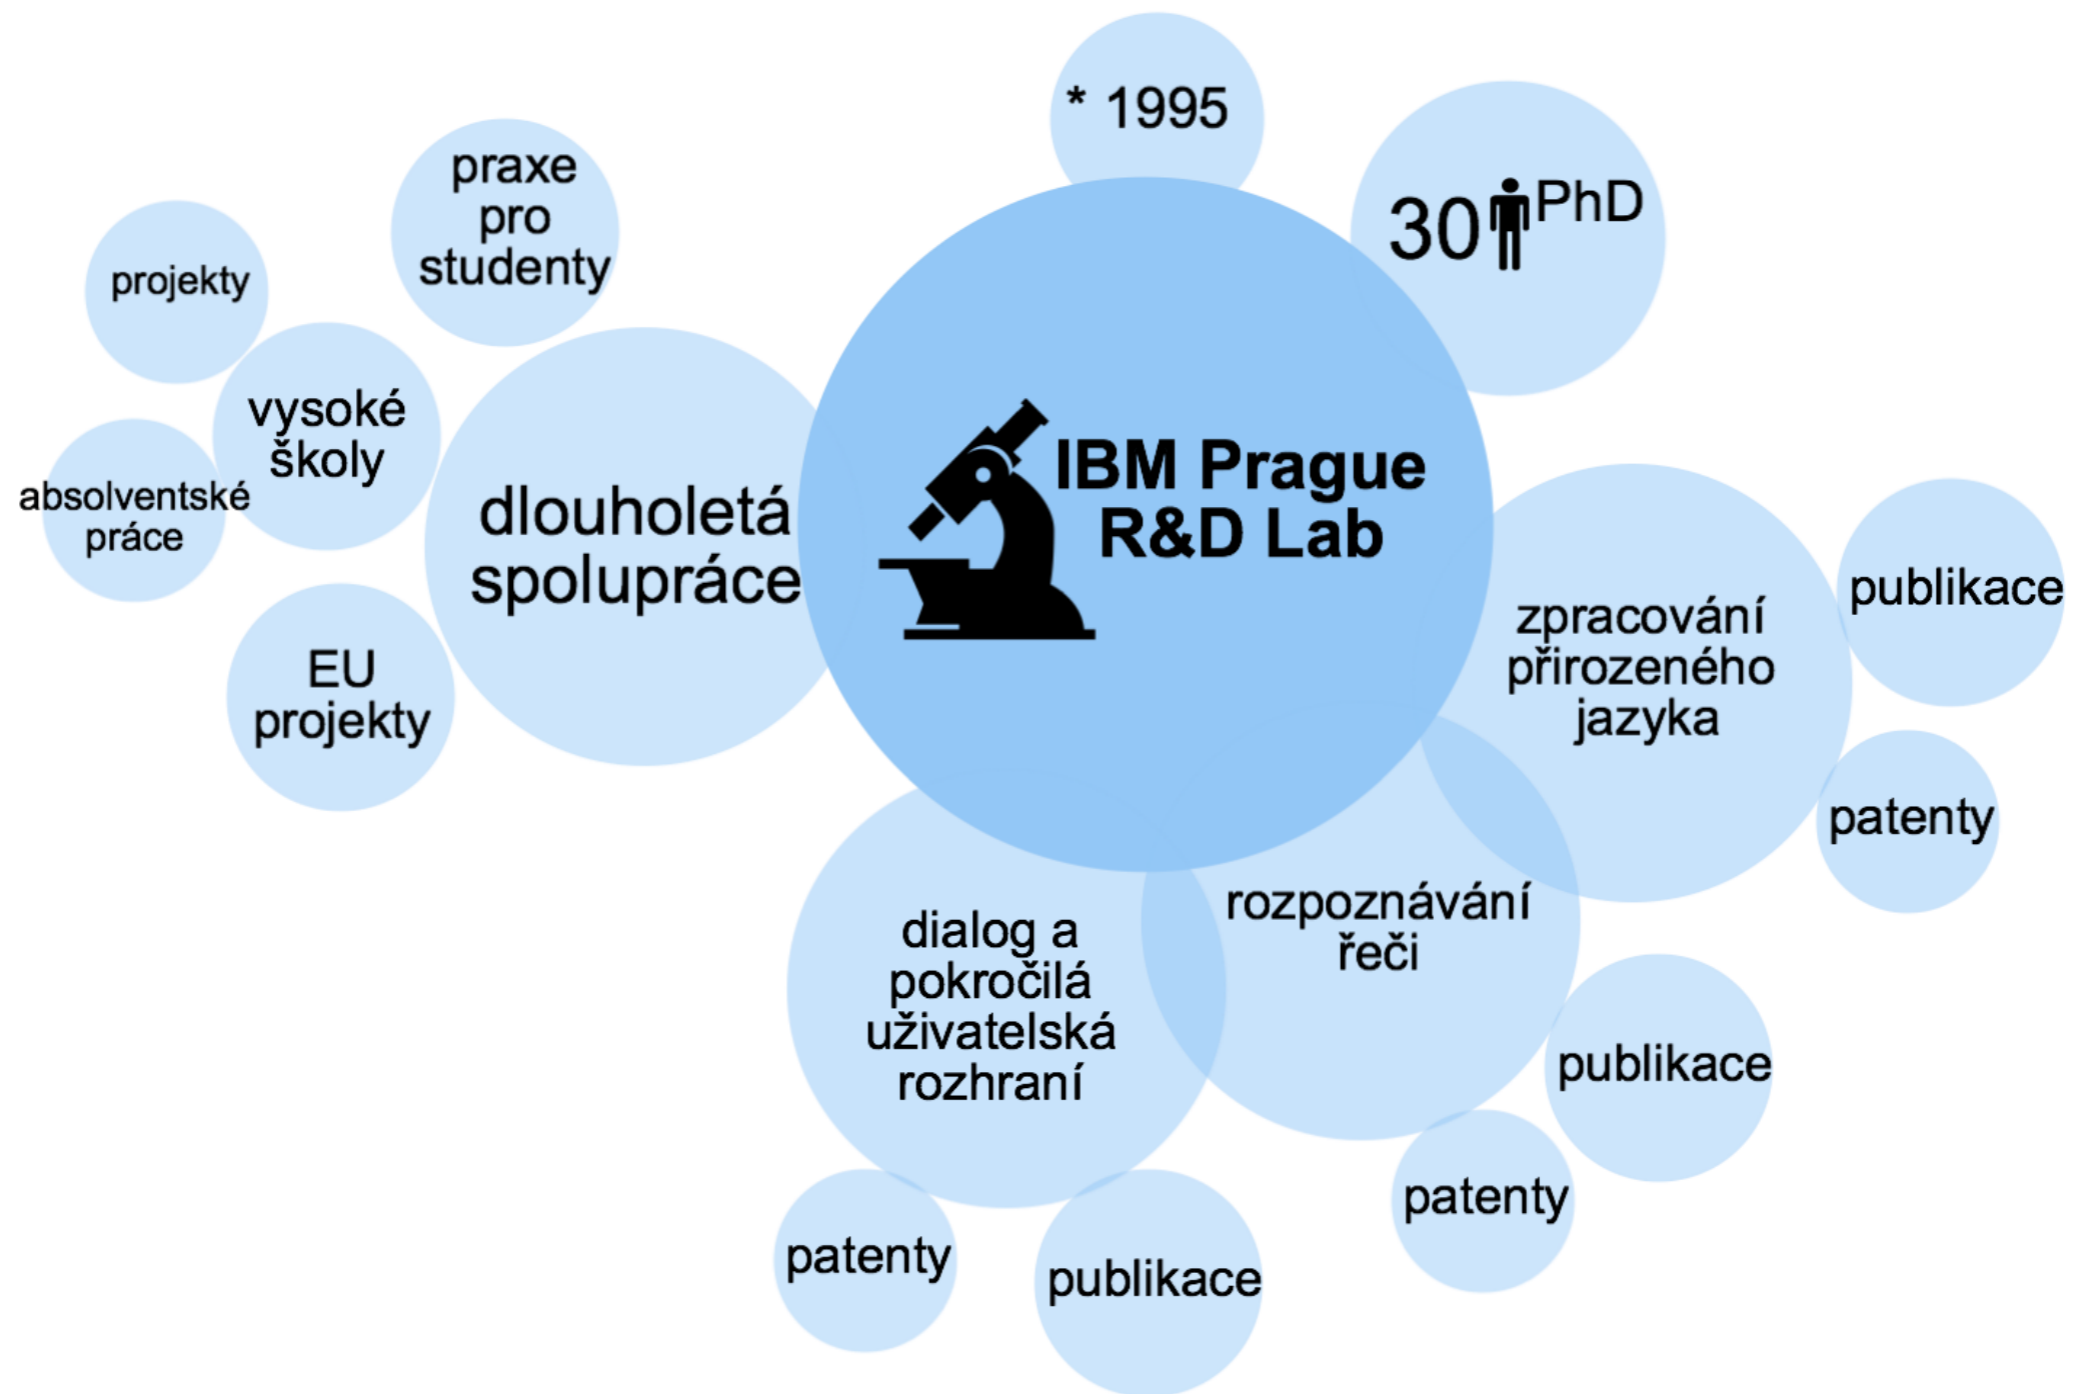 * 1995
30 PhD
praxe
pro
studenty
projekty
vysoké
školy
absolventské
práce
dlouholetá
spolupráce
EU
projekty
IBM Prague
R&D Lab
zpracování
přirozeného
jazyka
publikace
patenty
rozpoznávání
řeči
publikace
patenty
dialog a
pokročilá
uživatelská
rozhraní
patenty
publikace